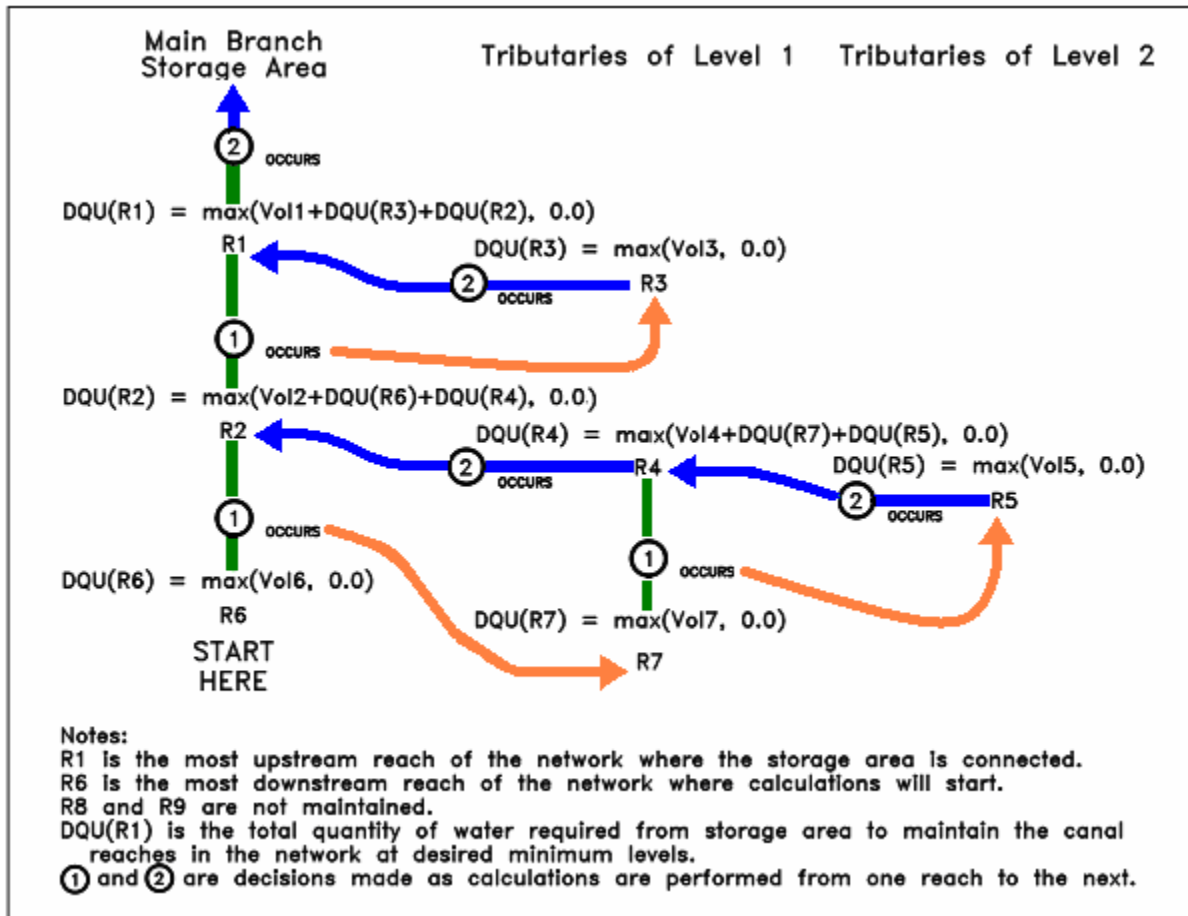 Main Branch
Storage Area
Tributaries of Level 1
Tributaries of Level 2
2 OCCURS
DQU(R1) = max(Vol1+DQU(R3)+DQU(R2), 0.0)
R1
DQU(R3) = max(Vol3, 0.0)
2 OCCURS
R3
1 OCCURS
DQU(R2) = max(Vol2+DQU(R6)+DQU(R4), 0.0)
R2
DQU(R4) = max(Vol4+DQU(R7)+DQU(R5), 0.0)
2 OCCURS
R4
DQU(R5) = max(Vol5, 0.0)
2 OCCURS
R5
1 OCCURS
1 OCCURS
DQU(R6) = max(Vol6, 0.0)
R6
START
HERE
DQU(R7) = max(Vol7, 0.0)
R7
Notes:
R1 is the most upstream reach of the network where the storage area is connected.
R6 is the most downstream reach of the network where calculations will start.
R8 and R9 are not maintained.
DQU(R1) is the total quantity of water required from storage area to maintain the canal
reaches in the network at desired minimum levels.
1 and 2 are decisions made as calculations are performed from one reach to the next.